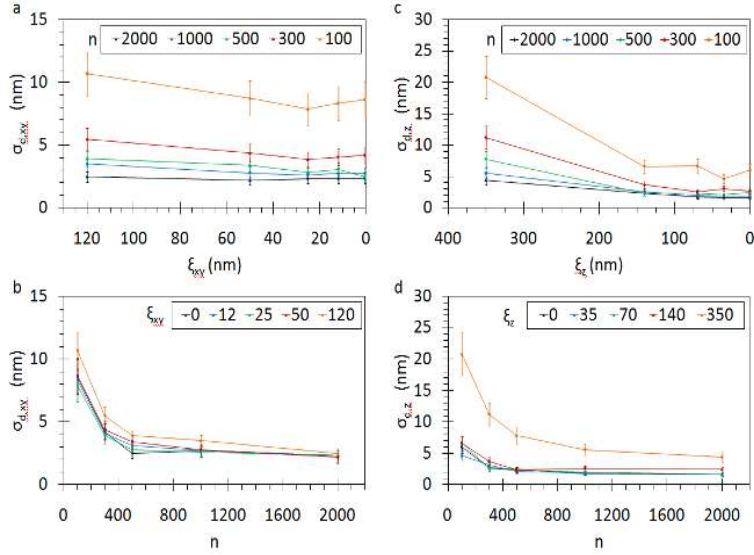 a
n 2000 1000 500 300 100
15
10
5
0
σc,xy (nm)
120 100 80 60 40 20 0
ξxy (nm)
c
n 2000 1000 500 300 100
30
25
20
15
10
5
0
σd,z (nm)
400 300 200 100 0
ξz (nm)
b
ξxy 0 12 25 50 120
15
10
5
0
σd,xy (nm)
0 400 800 1200 1600 2000
n
d
ξz 0 35 70 140 350
30
25
20
15
10
5
0
σc,z (nm)
0 400 800 1200 1600 2000
n